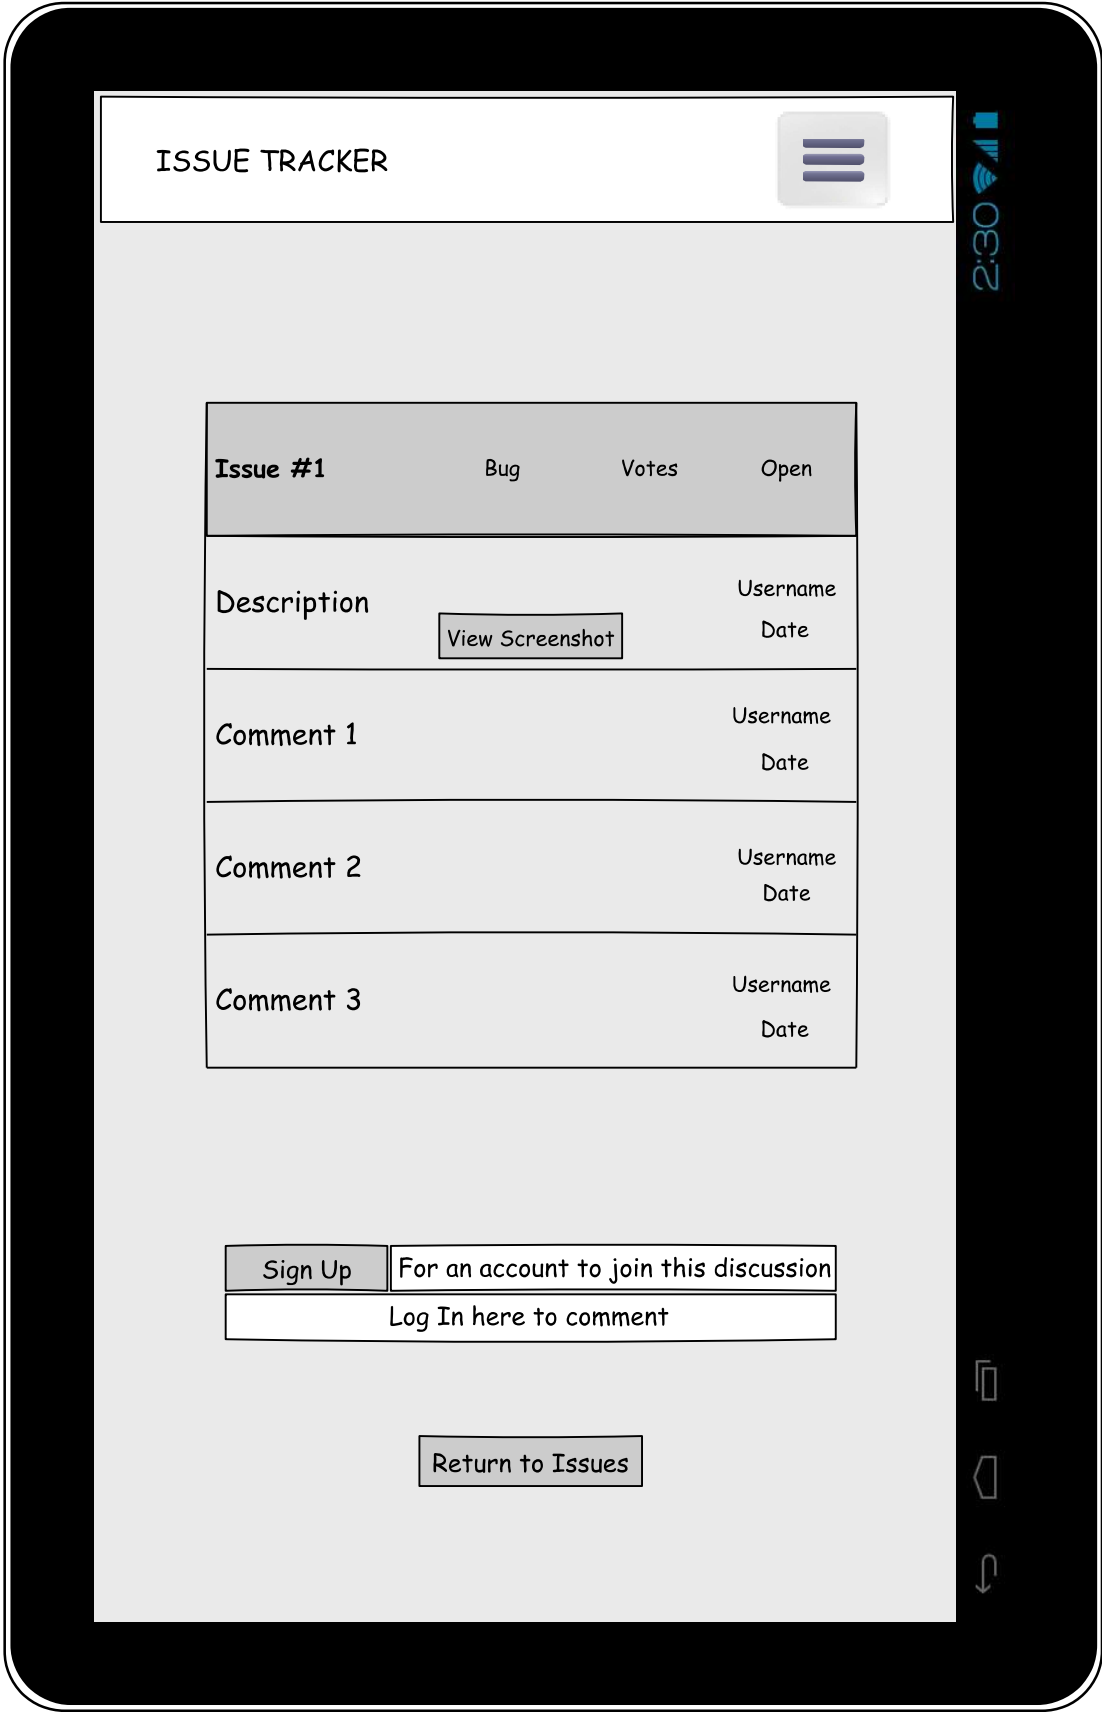 ISSUE TRACKER
2:30
Issue #1 Bug Votes Open
Description
Username
View Screenshot
Date
Comment 1
Username
Date
Comment 2
Username
Date
Comment 3
Username
Date
Sign Up For an account to join this discussion
Log In here to comment
Return to Issues